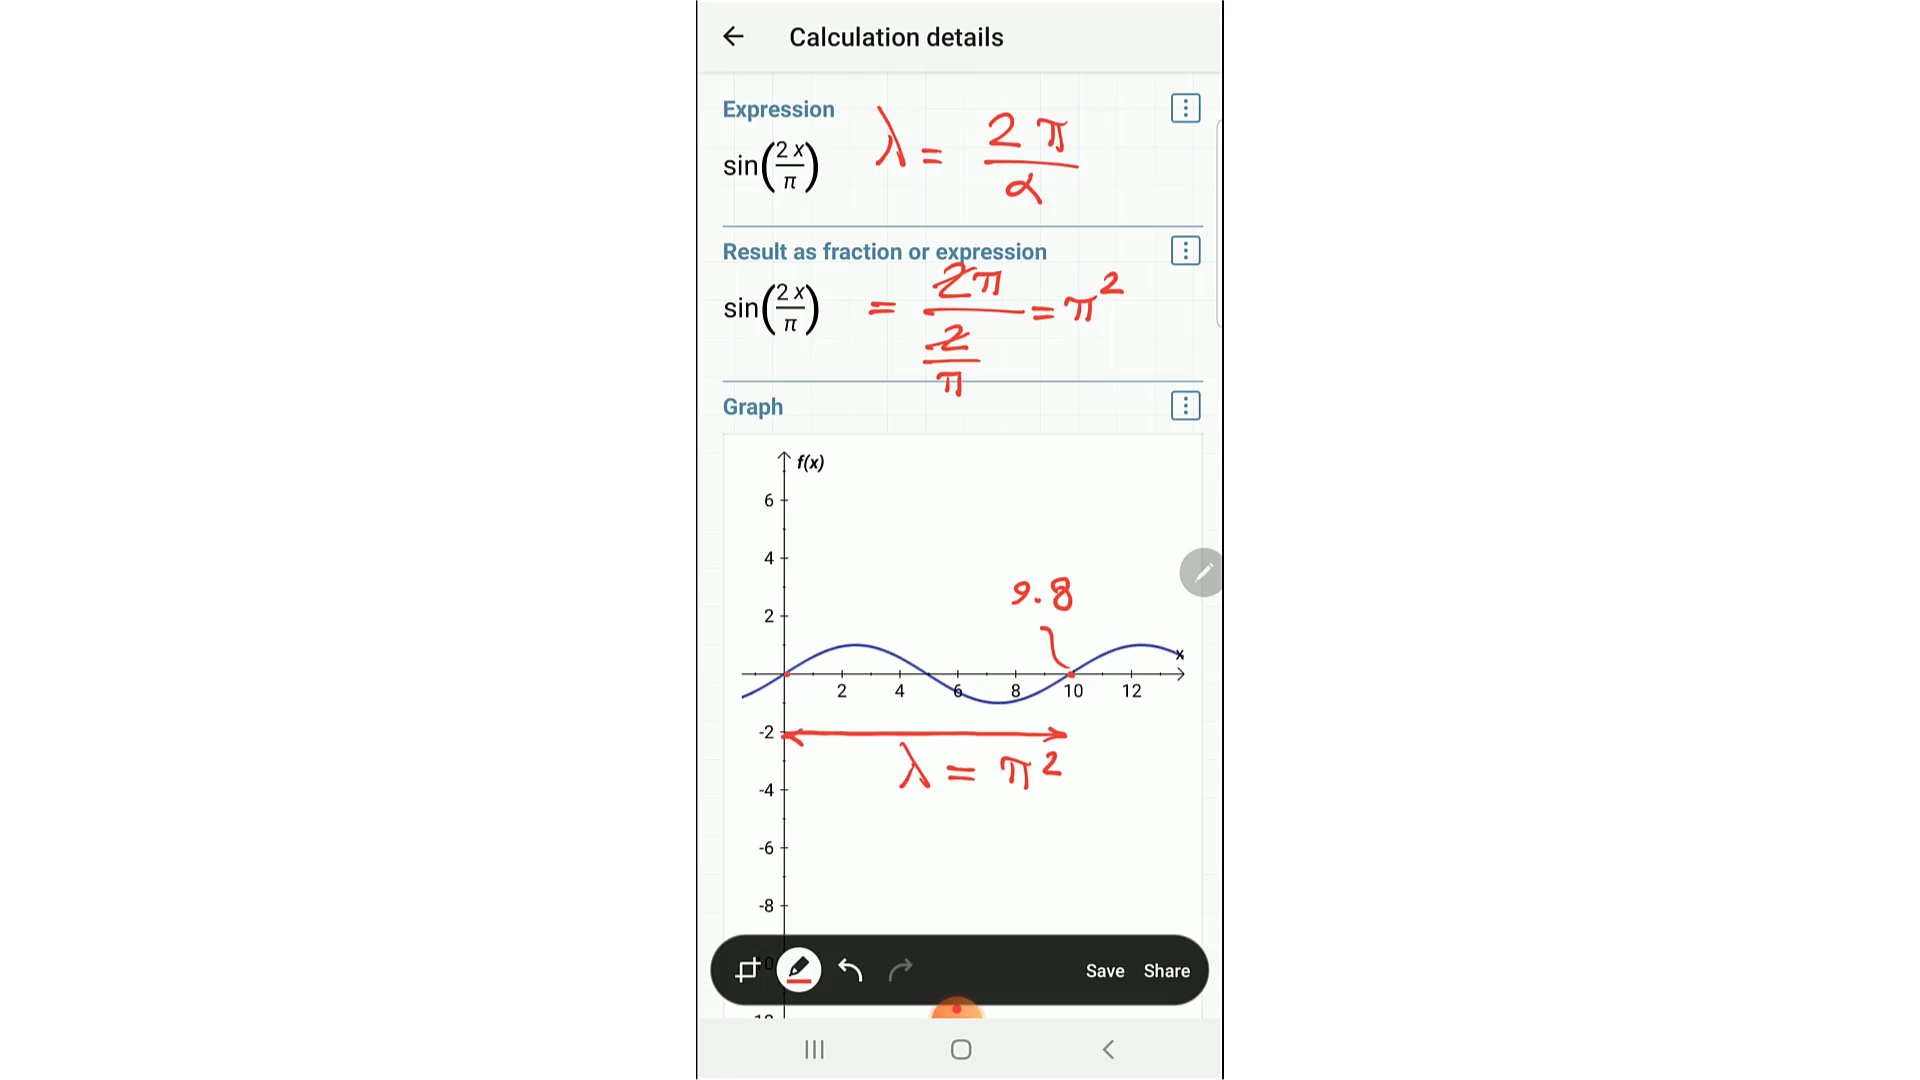 Calculation details
Expression
sin(2x/π) λ = 2π/α
Result as fraction or expression
sin(2x/π) = 2π/(2/π) = π²
Graph
f(x)
6
4
9.8
2
x
2 4 6 8 10 12
-2
λ = π²
-4
-6
-8
Save Share